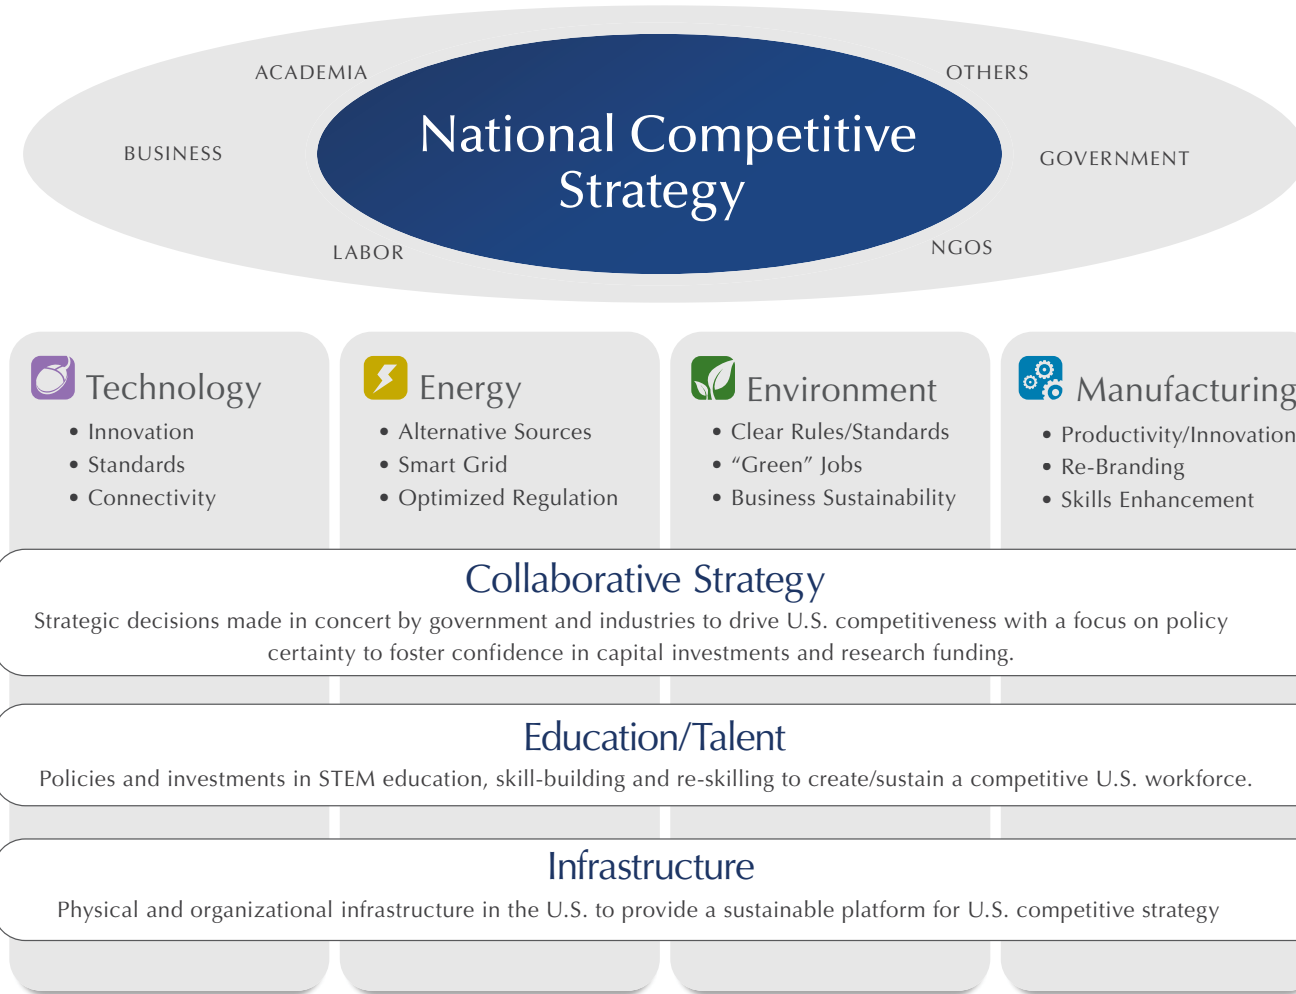 ACADEMIA
OTHERS
BUSINESS
National Competitive
Strategy
GOVERNMENT
LABOR
NGOS
Technology
• Innovation
• Standards
• Connectivity
Energy
• Alternative Sources
• Smart Grid
• Optimized Regulation
Environment
• Clear Rules/Standards
• “Green” Jobs
• Business Sustainability
Manufacturing
• Productivity/Innovation
• Re-Branding
• Skills Enhancement
Collaborative Strategy
Strategic decisions made in concert by government and industries to drive U.S. competitiveness with a focus on policy
certainty to foster confidence in capital investments and research funding.
Education/Talent
Policies and investments in STEM education, skill-building and re-skilling to create/sustain a competitive U.S. workforce.
Infrastructure
Physical and organizational infrastructure in the U.S. to provide a sustainable platform for U.S. competitive strategy